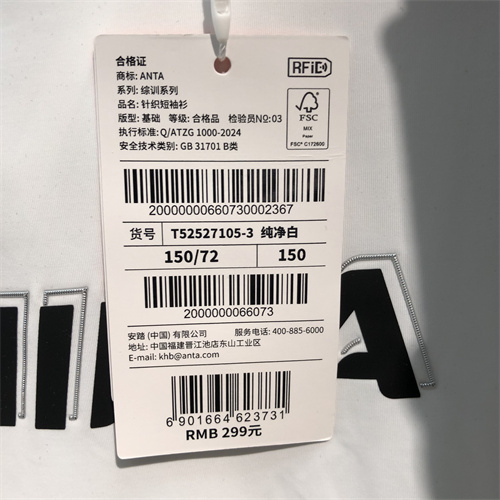 合格证
RFiD
商标: ANTA
系列: 综训系列
品名: 针织短袖衫
版型: 基础 等级: 合格品 检验员NO:03
执行标准: Q/ATZG 1000-2024
安全技术类别: GB 31701 B类
FSC
MIX
Paper
FSC® C172600
20000000660730002367
货号 T52527105-3 纯净白
150/72 150
2000000066073
安踏 (中国) 有限公司 服务电话: 400-885-6000
地址: 中国福建晋江池店东山工业区
E-mail: khb@anta.com
6 901664 623731
RMB 299元